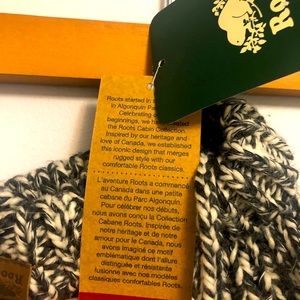 Roots
Roots started in
in Algonquin Pa
Celebrating
beginnings, we ha
the Roots Cabin Collection.
Inspired by our heritage and
love of Canada, we established
this iconic design that merges
rugged style with our
comfortable Roots classics.
L'aventure Roots a commencé
au Canada dans une petite
cabane du Parc Algonquin.
Pour célébrer nos débuts,
nous avons conçu la Collection
Cabane Roots. Inspirée de
notre héritage et de notre
amour pour le Canada, nous
avons imaginé ce motif
emblématique dont l'allure
distinguée et résistante
fusionne avec nos modèles
classiques confortables Roots.
Roo